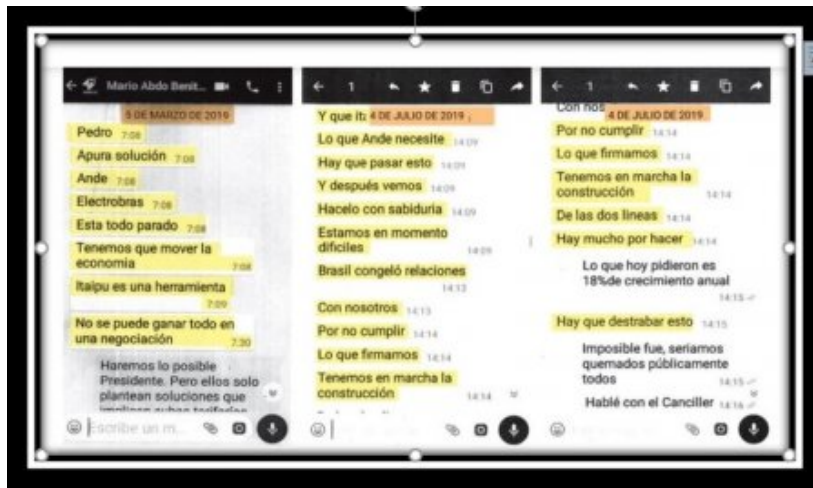 Mario Abdo Benit...
5 DE MARZO DE 2019
Pedro 7:08
Apura solución 7:08
Ande 7:08
Electrobras 7:08
Esta todo parado 7:08
Tenemos que mover la
economia 7:08
Itaipu es una herramienta
7:09
No se puede ganar todo en
una negociación 7:30
Haremos lo posible
Presidente. Pero ellos solo
plantean soluciones que
Escribe un m...
1
Y que 4 DE JULIO DE 2019
Lo que Ande necesite 14:09
Hay que pasar esto 14:09
Y después vemos 14:09
Hacelo con sabiduria 14:09
Estamos en momento
dificiles 14:09
Brasil congeló relaciones
14:13
Con nosotros 14:13
Por no cumplir 14:14
Lo que firmamos 14:14
Tenemos en marcha la
construcción 14:14
1
Con nos 4 DE JULIO DE 2019
Por no cumplir 14:14
Lo que firmamos 14:14
Tenemos en marcha la
construcción 14:14
De las dos lineas 14:14
Hay mucho por hacer 14:14
Lo que hoy pidieron es
18%de crecimiento anual
14:15
Hay que destrabar esto 14:15
Imposible fue, seriamos
quemados públicamente
todos 14:15
Hablé con el Canciller 14:16